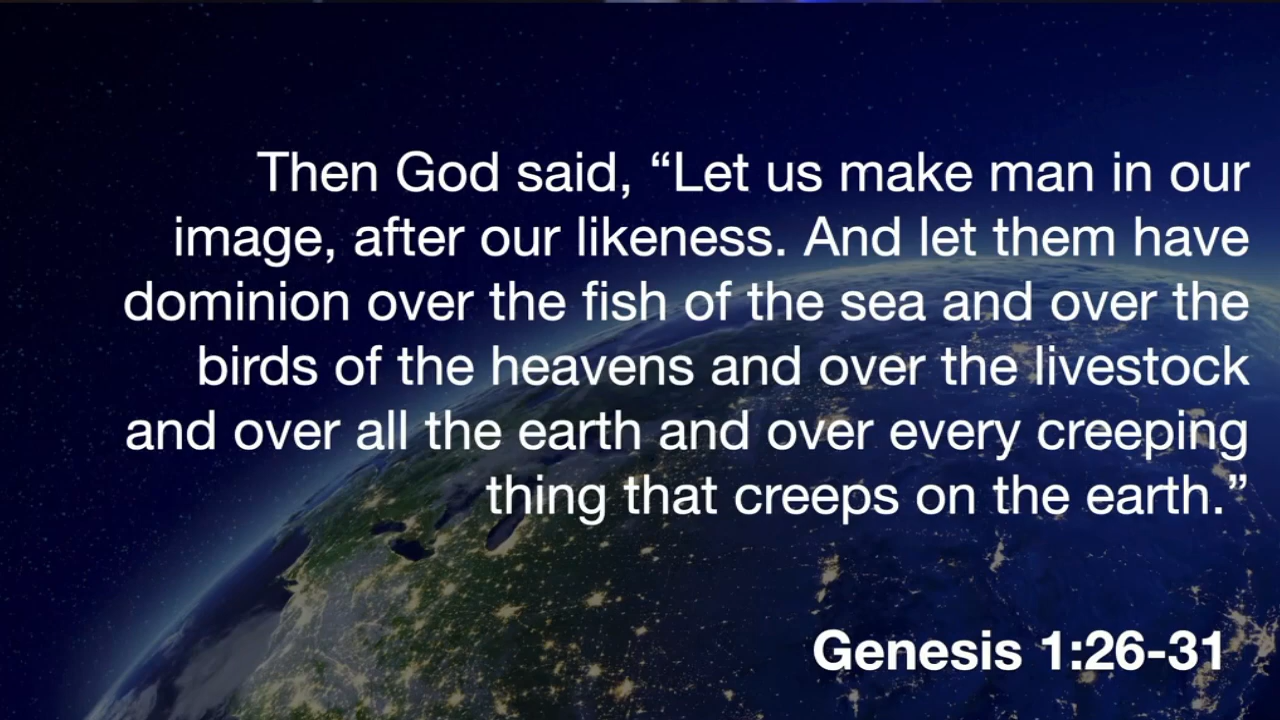 Then God said, “Let us make man in our
image, after our likeness. And let them have
dominion over the fish of the sea and over the
birds of the heavens and over the livestock
and over all the earth and over every creeping
thing that creeps on the earth.”
Genesis 1:26-31